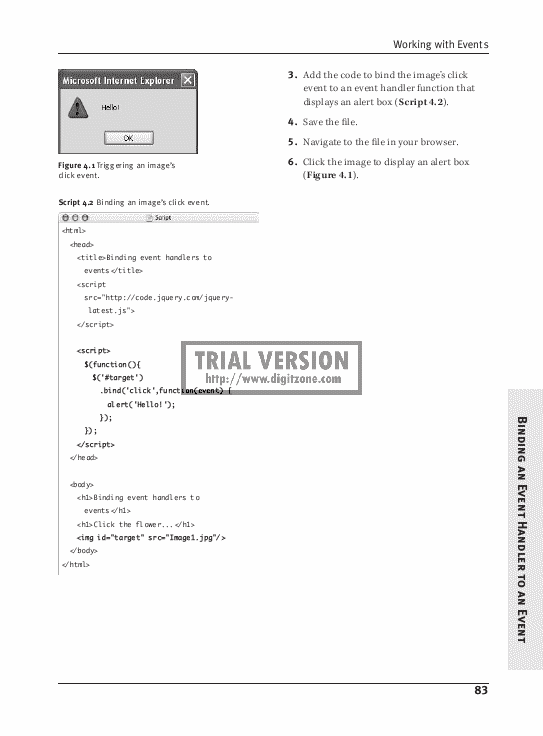 Working with Events
Microsoft Internet Explorer
Hello!
OK
Figure 4.1 Triggering an image's
click event.
Script 4.2 Binding an image's click event.
Script
<html>
<head>
<title>Binding event handlers to
events</title>
<script
src="http://code.jquery.com/jquery-
latest.js">
</script>
<script>
$(function(){
$('#target')
.bind('click',function(event) {
alert('Hello!');
});
});
</script>
</head>
<body>
<h1>Binding event handlers to
events</h1>
<h1>Click the flower...</h1>
<img id="target" src="Image1.jpg"/>
</body>
</html>
3. Add the code to bind the image's click
event to an event handler function that
displays an alert box (Script 4.2).
4. Save the file.
5. Navigate to the file in your browser.
6. Click the image to display an alert box
(Figure 4.1).
TRIAL VERSION
http://www.digitzone.com
Binding an Event Handler to an Event
83